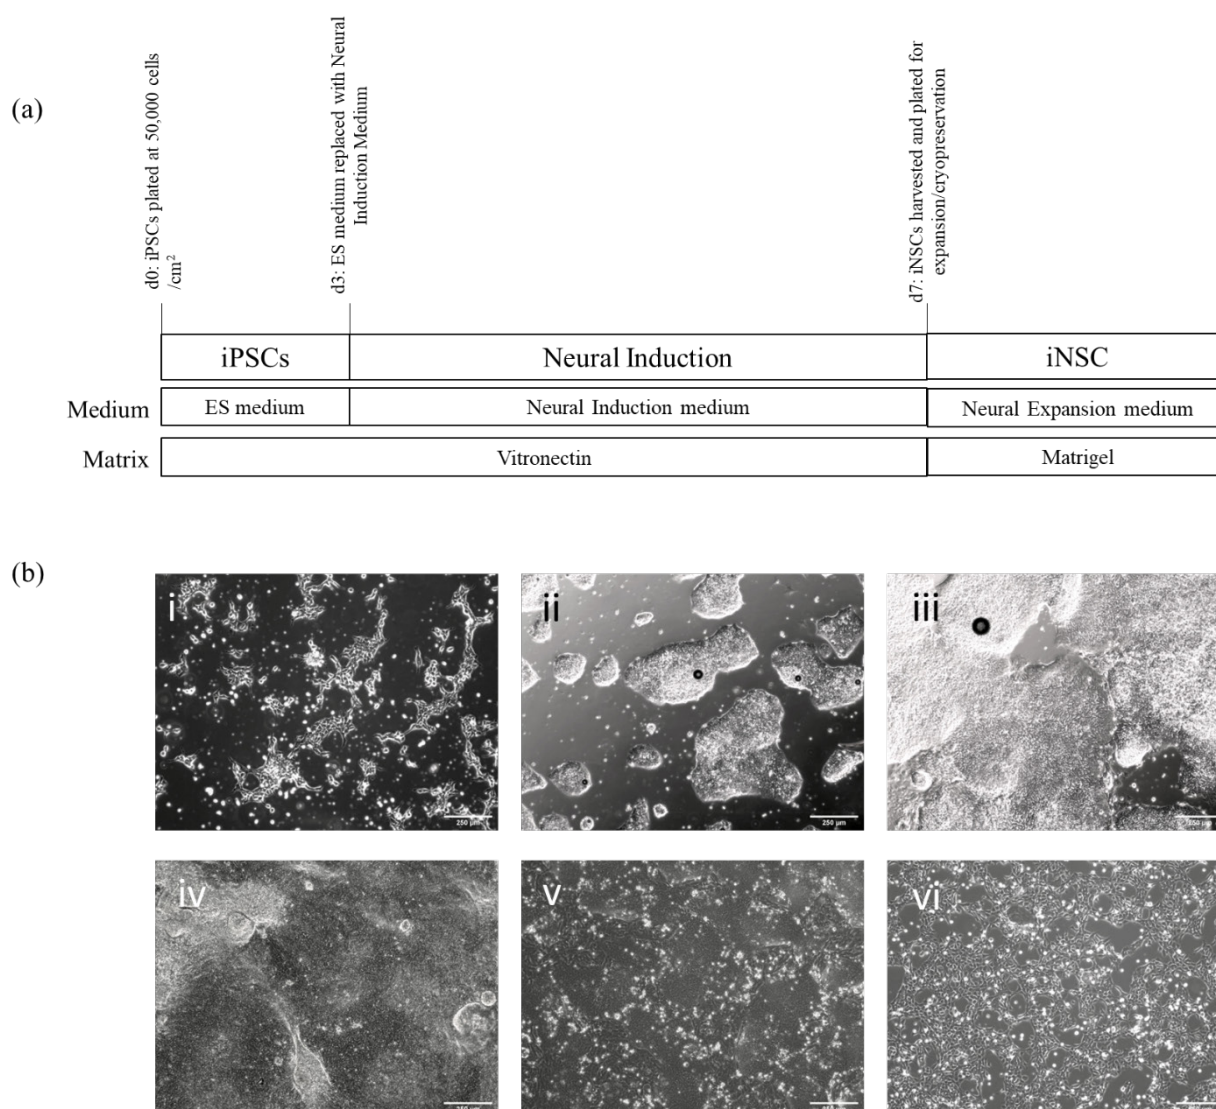 (a)
d0: iPSCs plated at 50,000 cells
/cm²
d3: ES medium replaced with Neural
Induction Medium
d7: iNSCs harvested and plated for
expansion/cryopreservation
iPSCs
Neural Induction
iNSC
Medium
ES medium
Neural Induction medium
Neural Expansion medium
Matrix
Vitronectin
Matrigel
(b)
i
ii
iii
250 µm
250 µm
iv
v
vi